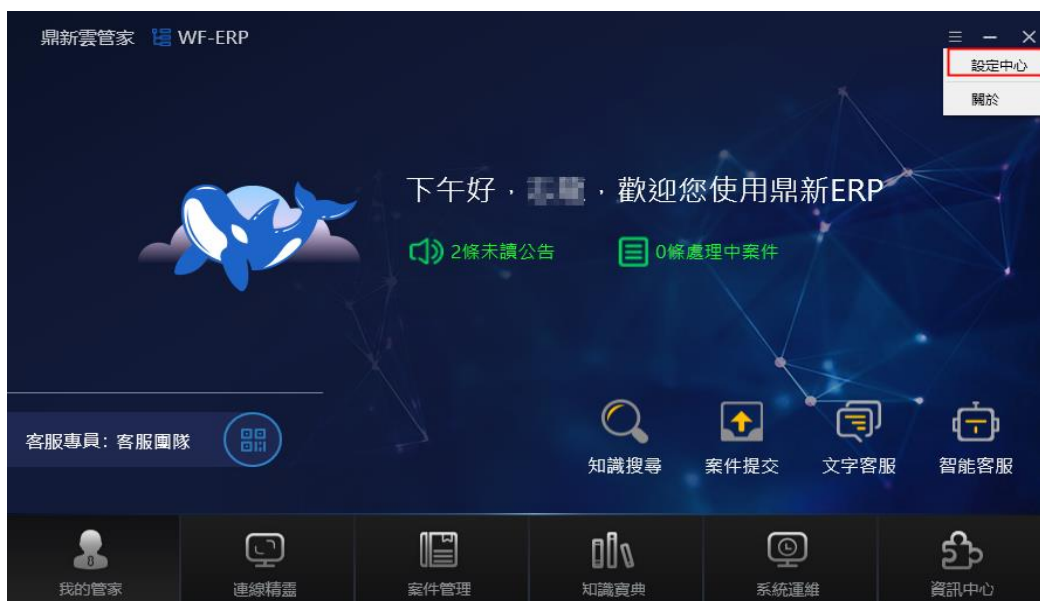 鼎新雲管家 WF-ERP
設定中心
關於
下午好，，歡迎您使用鼎新ERP
2條未讀公告 0條處理中案件
客服專員：客服團隊
知識搜尋 案件提交 文字客服 智能客服
8
我的管家 連線精靈 案件管理 知識寶典 系統運維 資訊中心